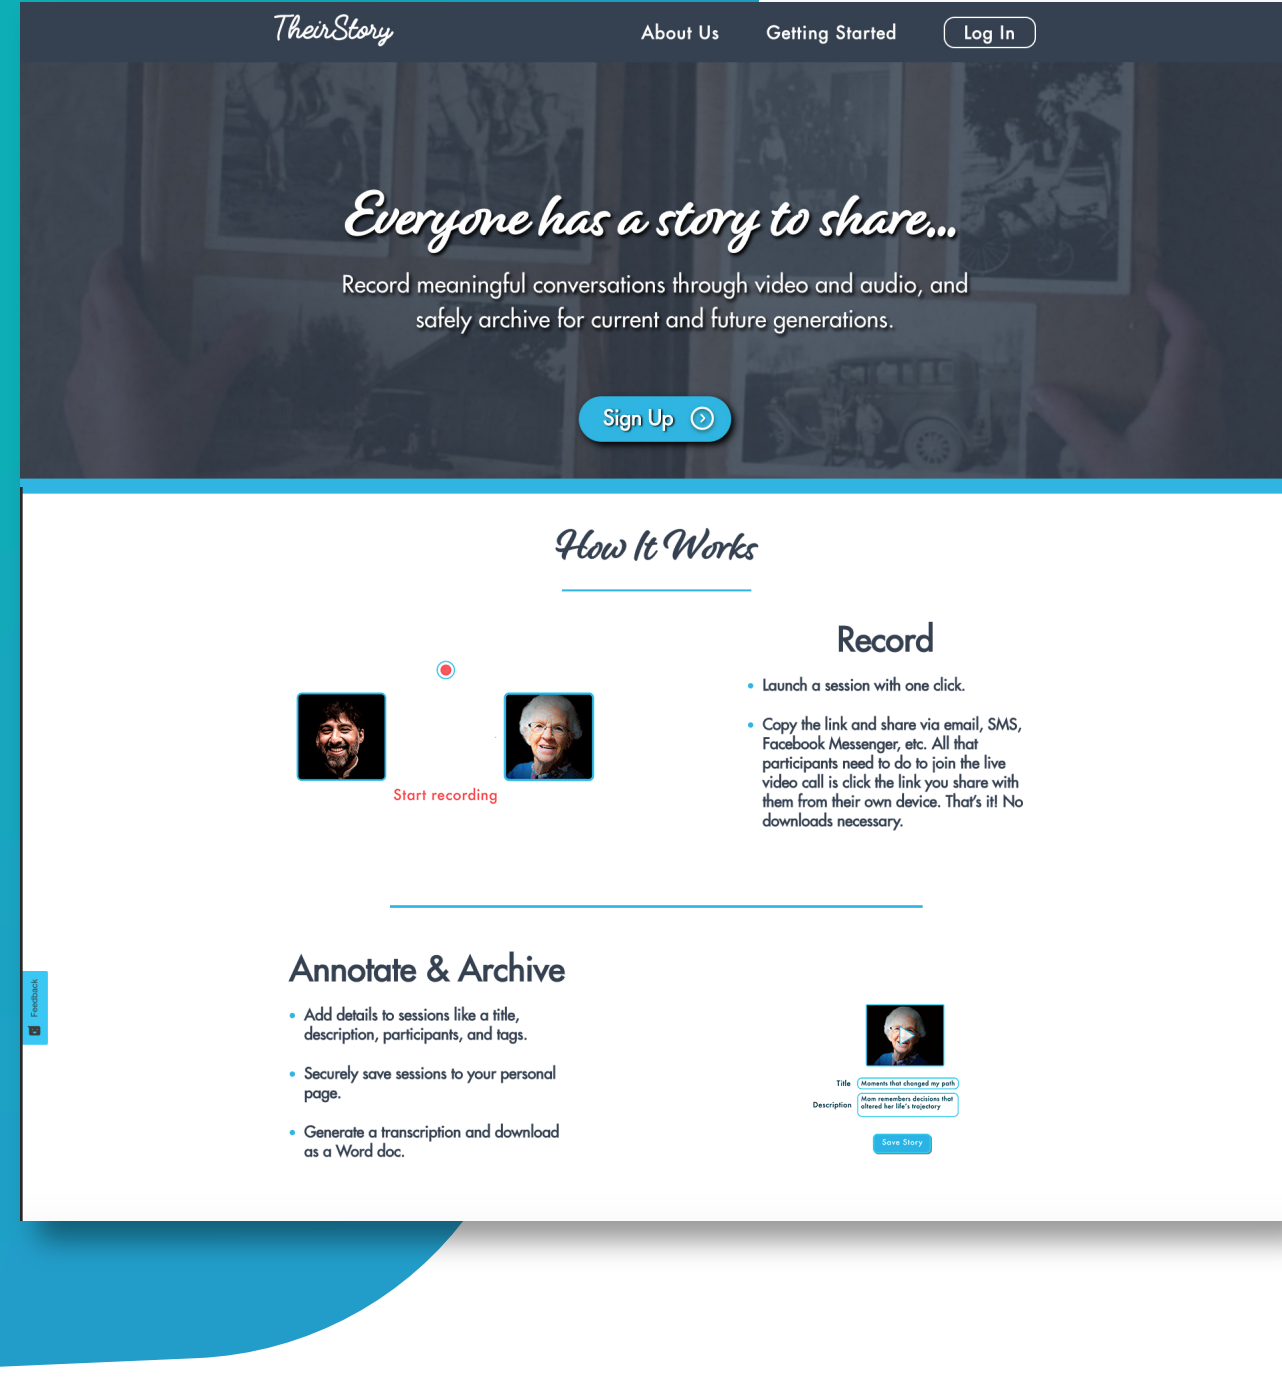 TheirStory
About Us
Getting Started
Log In
Everyone has a story to share...
Record meaningful conversations through video and audio, and
safely archive for current and future generations.
Sign Up
How It Works
Record
Launch a session with one click.
Copy the link and share via email, SMS,
Facebook Messenger, etc. All that
participants need to do to join the live
video call is click the link you share with
them from their own device. That's it! No
downloads necessary.
Start recording
Annotate & Archive
Add details to sessions like a title,
description, participants, and tags.
Securely save sessions to your personal
page.
Generate a transcription and download
as a Word doc.
Title
Moments that changed my path
Description
Mom remembers decisions that
altered her life's trajectory
Save Story
Feedback